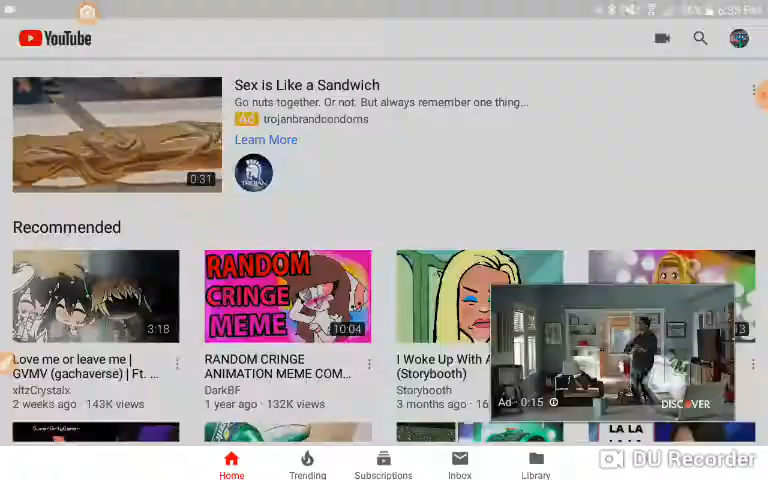 6:35 PM
YouTube
Sex is Like a Sandwich
Go nuts together. Or not. But always remember one thing...
Ad trojanbrandcondoms
Learn More
0:31
TROJAN
Recommended
3:18
RANDOM
CRINGE
MEME
10:04
Love me or leave me |
GVMV (gachaverse) | Ft. ...
xltzCrystalx
2 weeks ago · 143K views
RANDOM CRINGE
ANIMATION MEME COM...
DarkBF
1 year ago · 132K views
I Woke Up With
(Storybooth)
Storybooth
3 months ago · 16
Ad · 0:15
DISCOVER
LA LA
Home
Trending
Subscriptions
Inbox
Library
DU Recorder